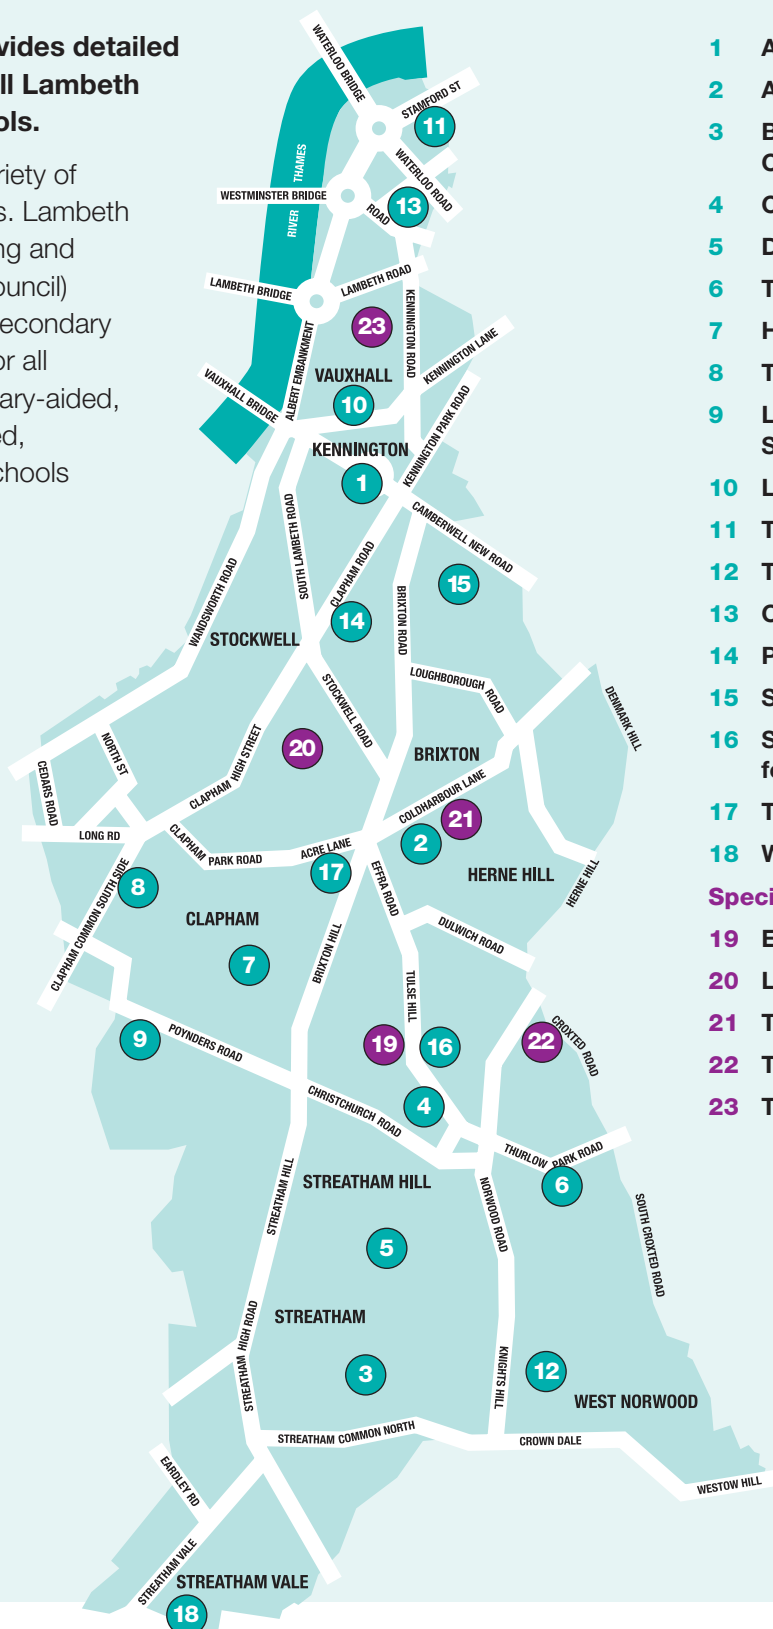 vides detailed
ll Lambeth
ols.
riety of
s. Lambeth
ng and
ouncil)
econdary
or all
ary-aided,
ed,
chools
WATERLOO BRIDGE
STAMFORD ST
11
RIVER THAMES
WATERLOO ROAD
WESTMINSTER BRIDGE
ROAD
13
LAMBETH BRIDGE
LAMBETH ROAD
KENNINGTON ROAD
23
ALBERT EMBANKMENT
KENNINGTON LANE
VAUXHALL
VAUXHALL BRIDGE
10
KENNINGTON PARK ROAD
KENNINGTON
1
SOUTH LAMBETH ROAD
CAMBERWELL NEW ROAD
CLAPHAM ROAD
WANDSWORTH ROAD
15
BRIXTON ROAD
14
STOCKWELL
LOUGHBOROUGH ROAD
STOCKWELL ROAD
DENMARK HILL
NORTH ST
20
BRIXTON
CEDARS ROAD
CLAPHAM HIGH STREET
COLDHARBOUR LANE
21
LONG RD
CLAPHAM PARK ROAD
ACRE LANE
2
17
EFFRA ROAD
HERNE HILL
HERNE HILL
8
CLAPHAM COMMON SOUTH SIDE
CLAPHAM
DULWICH ROAD
BRIXTON HILL
7
TULSE HILL
9
POYNDERS ROAD
19
16
22
CROXTED ROAD
4
CHRISTCHURCH ROAD
THURLOW PARK ROAD
STREATHAM HILL
6
STREATHAM HILL
NORWOOD ROAD
SOUTH CROXTED ROAD
5
STREATHAM
STREATHAM HIGH ROAD
3
KNIGHTS HILL
12
WEST NORWOOD
STREATHAM COMMON NORTH
CROWN DALE
EARDLEY RD
WESTOW HILL
STREATHAM VALE
STREATHAM VALE
18
1 A
2 A
3 B
C
4 C
5 D
6 T
7 H
8 T
9 L
S
10 L
11 T
12 T
13 O
14 P
15 S
16 S
fo
17 T
18 W
Speci
19 E
20 L
21 T
22 T
23 T